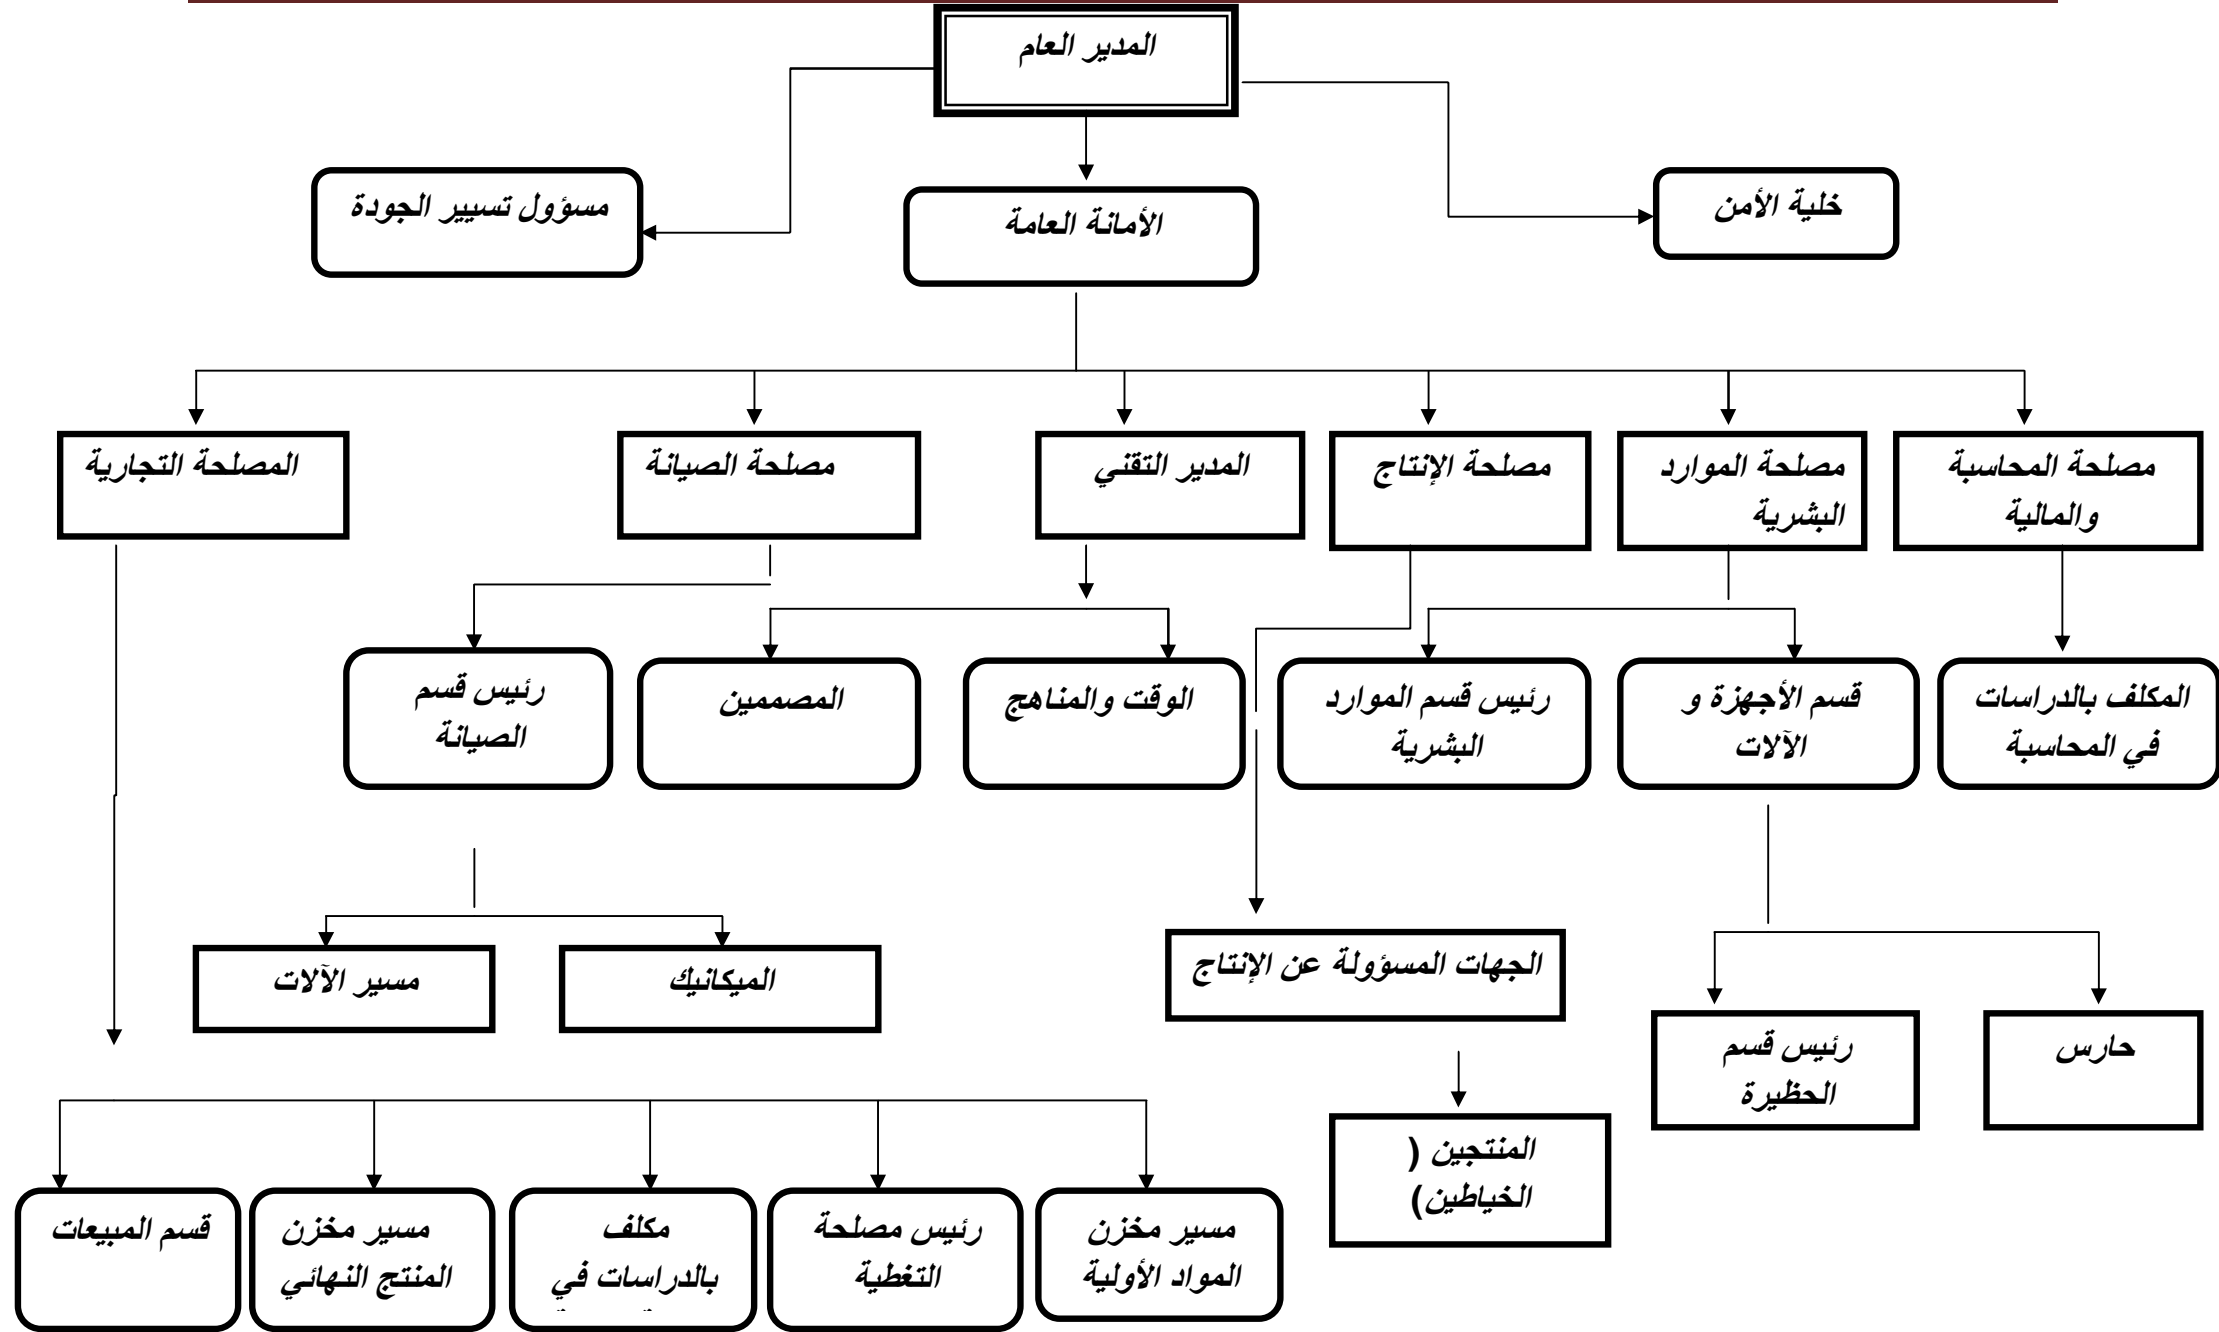 المدير العام
خلية الأمن
الأمانة العامة
مسؤول تسيير الجودة
مصلحة المحاسبة
والمالية
مصلحة الموارد
البشرية
مصلحة الإنتاج
المدير التقني
مصلحة الصيانة
المصلحة التجارية
المكلف بالدراسات
في المحاسبة
قسم الأجهزة و
الآلات
رئيس قسم الموارد
البشرية
الوقت والمناهج
المصممين
رئيس قسم
الصيانة
حارس
رئيس قسم
الحظيرة
الجهات المسؤولة عن الإنتاج
الميكانيك
مسير الآلات
المنتجين (
الخياطين)
مسير مخزن
المواد الأولية
رئيس مصلحة
التغطية
مكلف
بالدراسات في
مسير مخزن
المنتج النهائي
قسم المبيعات